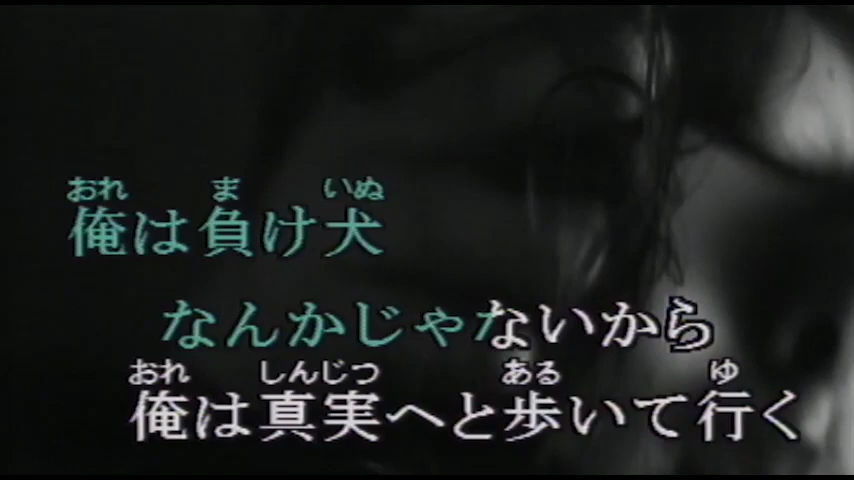 おれ ま いぬ
俺は負け犬
なんかじゃないから
おれ しんじつ ある ゆ
俺は真実へと歩いて行く